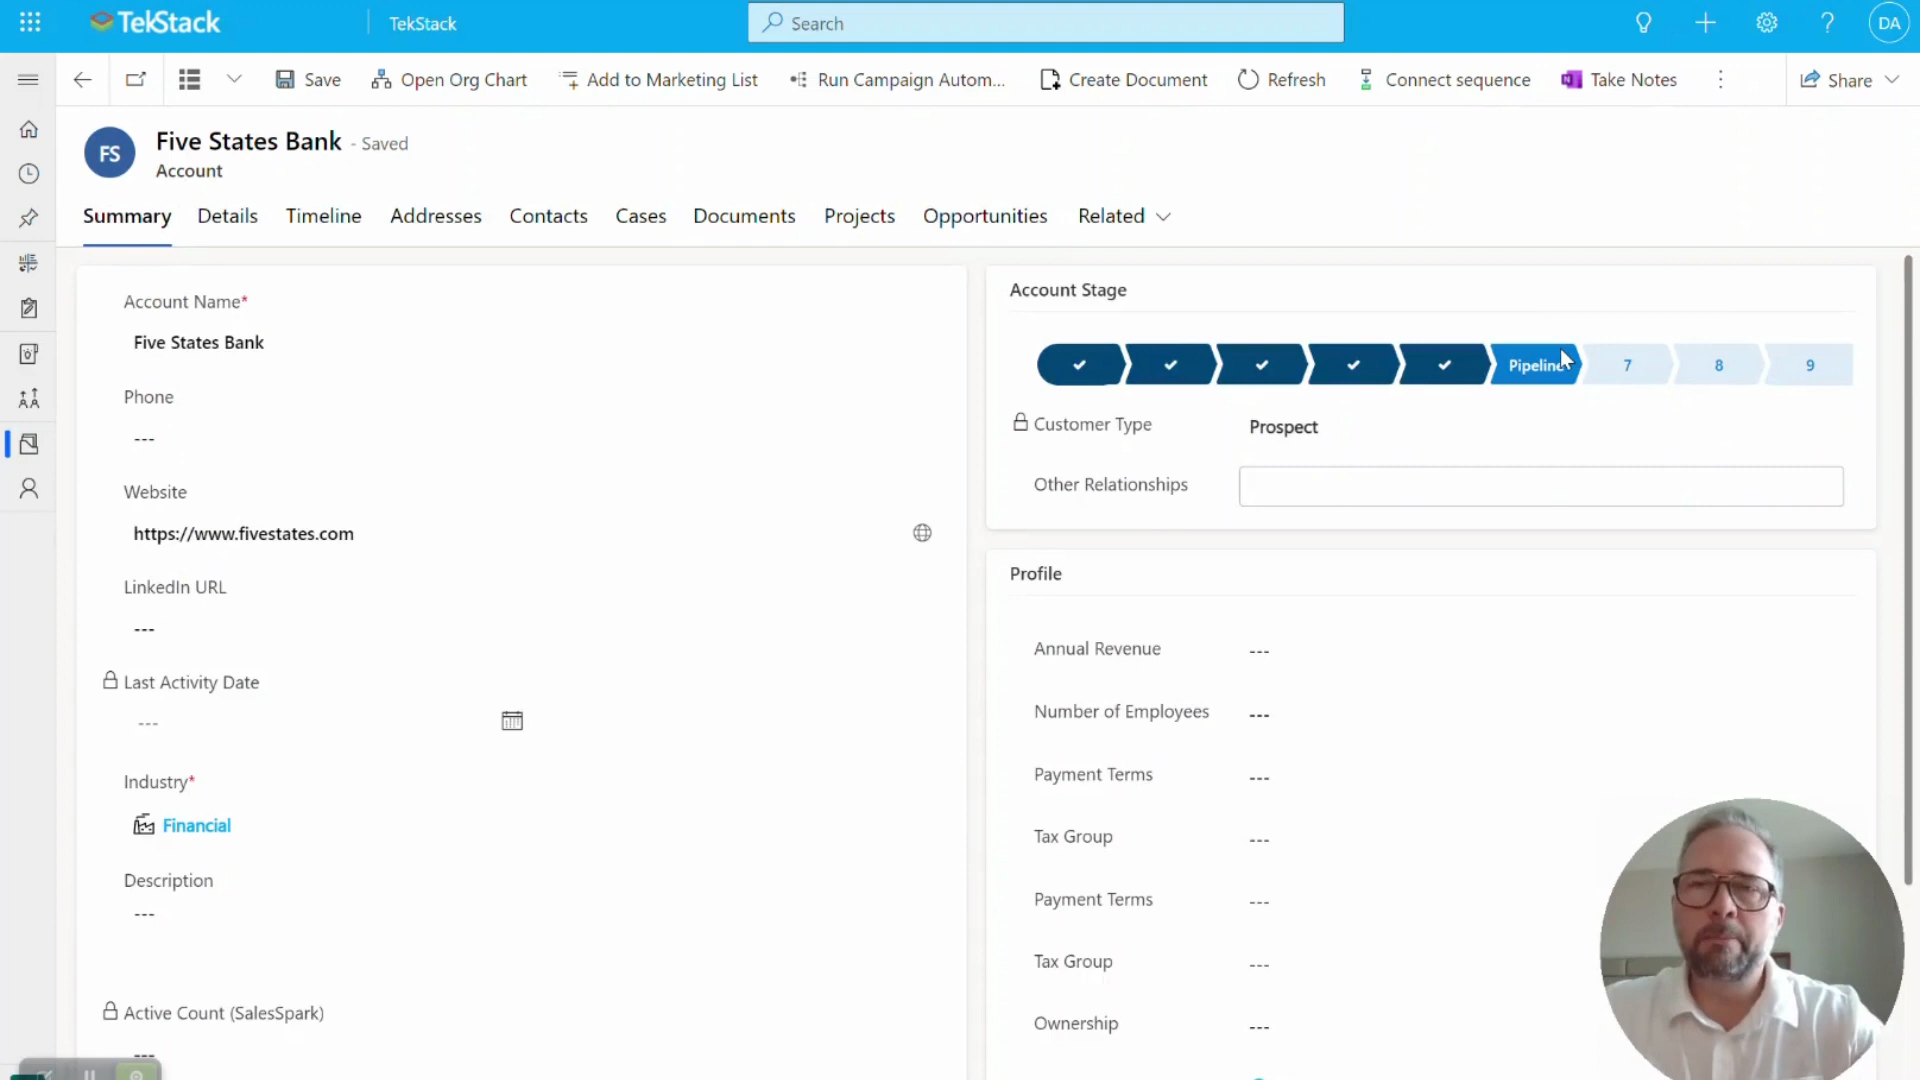 TekStack
TekStack
Search
DA
Save
Open Org Chart
Add to Marketing List
Run Campaign Autom...
Create Document
Refresh
Connect sequence
Take Notes
Share
FS
Five States Bank - Saved
Account
Summary
Details
Timeline
Addresses
Contacts
Cases
Documents
Projects
Opportunities
Related
Account Name*
Five States Bank
Phone
---
Website
https://www.fivestates.com
LinkedIn URL
---
Last Activity Date
---
Industry*
Financial
Description
---
Active Count (SalesSpark)
---
Account Stage
Pipeline
7
8
9
Customer Type
Prospect
Other Relationships
Profile
Annual Revenue
---
Number of Employees
---
Payment Terms
---
Tax Group
---
Payment Terms
---
Tax Group
---
Ownership
---